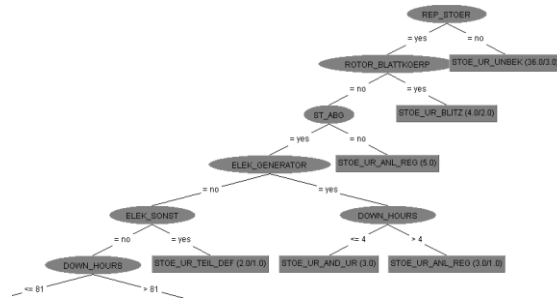 REP_STOER
= yes
= no
ROTOR_BLATTKOERP
STOE_UR_UNBEK (36.0/3.0)
= no
= yes
ST_ABG
STOE_UR_BLITZ (4.0/2.0)
= yes
= no
ELEK_GENERATOR
STOE_UR_ANL_REG (5.0)
= no
= yes
ELEK_SONST
DOWN_HOURS
= no
= yes
<= 4
> 4
DOWN_HOURS
STOE_UR_TEIL_DEF (2.0/1.0)
STOE_UR_AND_UR (3.0)
STOE_UR_ANL_REG (3.0/1.0)
<= 81
> 81